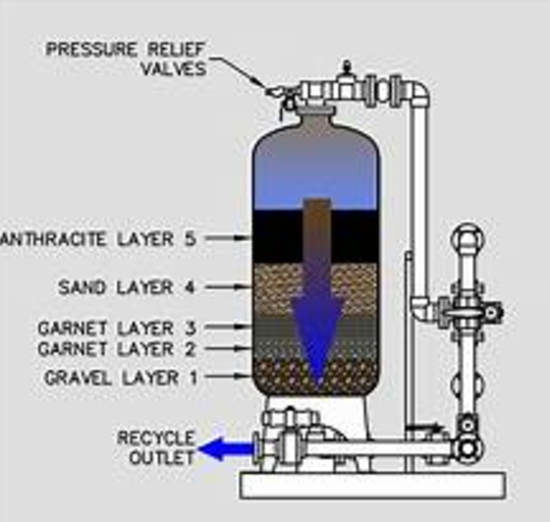 PRESSURE RELIEF
VALVES
ANTHRACITE LAYER 5
SAND LAYER 4
GARNET LAYER 3
GARNET LAYER 2
GRAVEL LAYER 1
RECYCLE
OUTLET